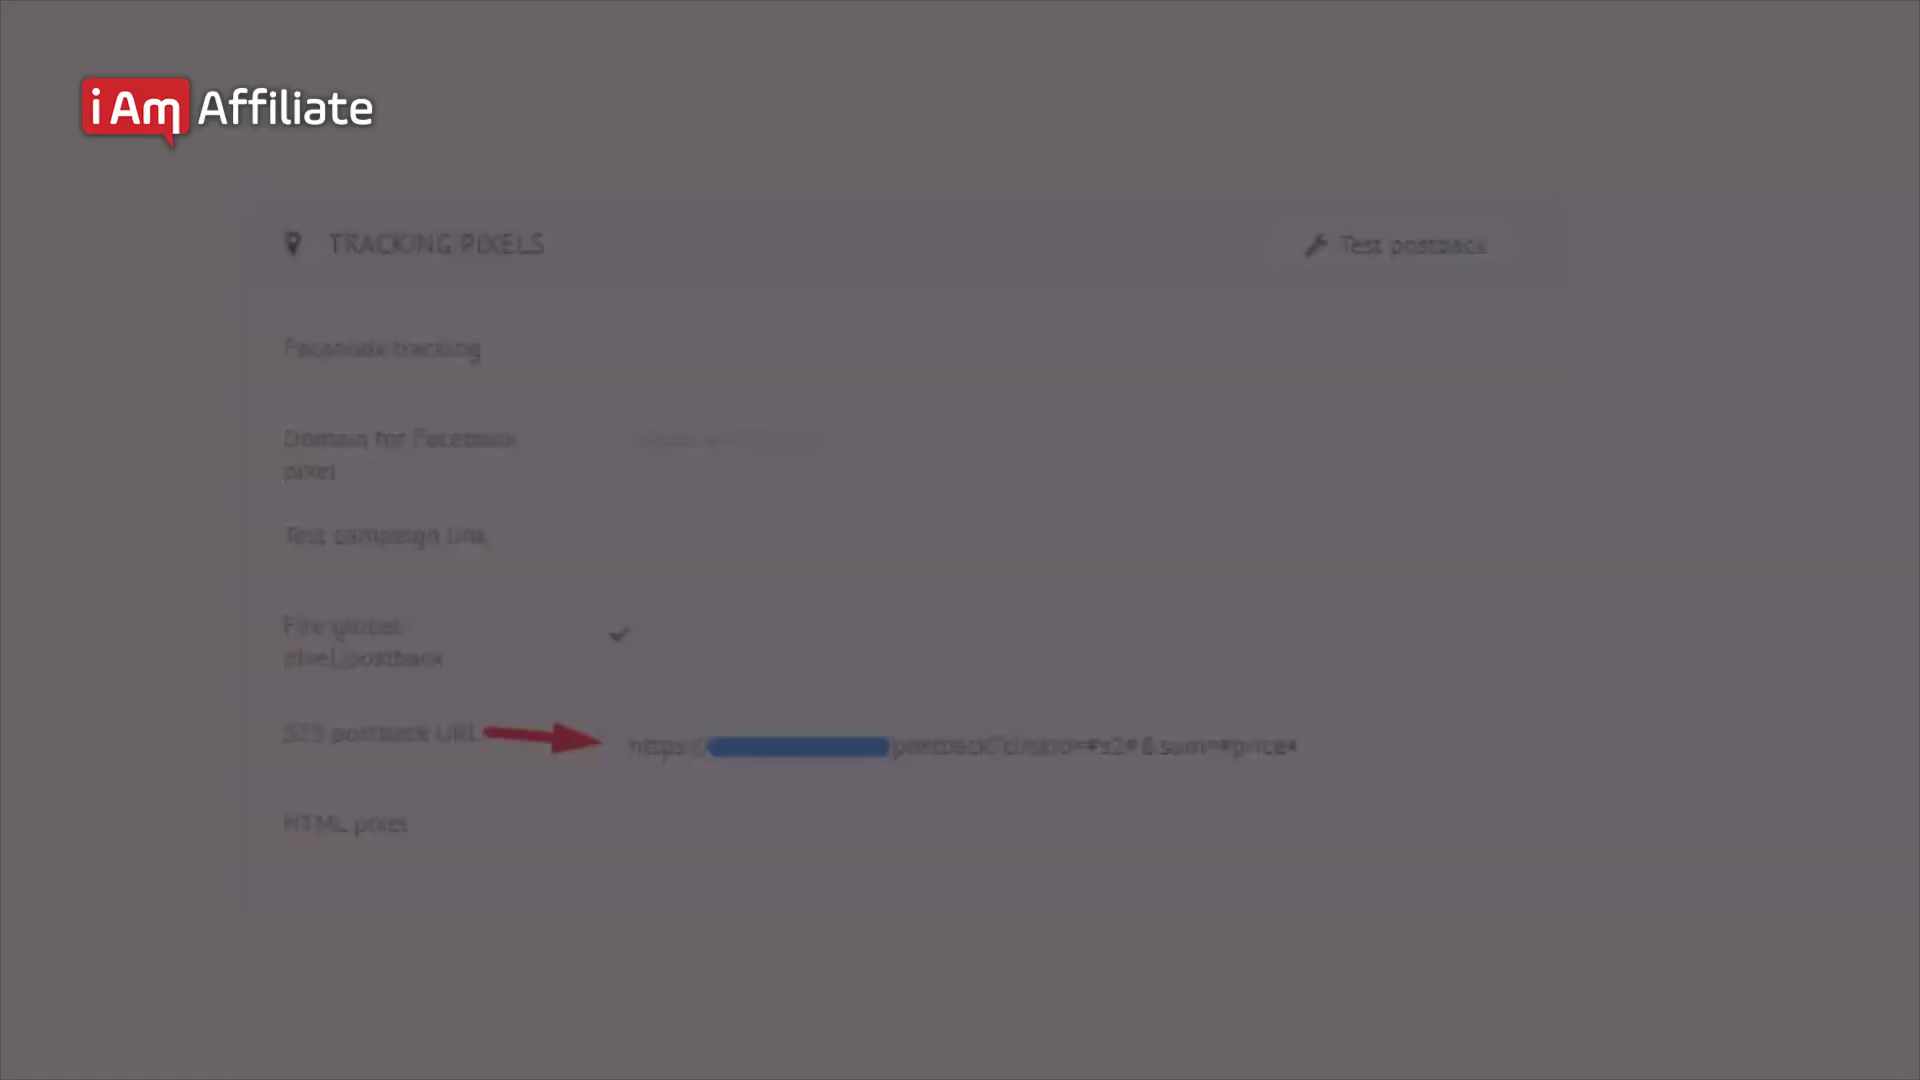 i Am Affiliate
TRACKING PIXELS
Test postback
Facebook tracking
Domain for Facebook
pixel
Test campaign link
Fire global
pixel/postback
S2S postback URL
https://
postback?
=#s2#&sum=#price#
HTML pixel